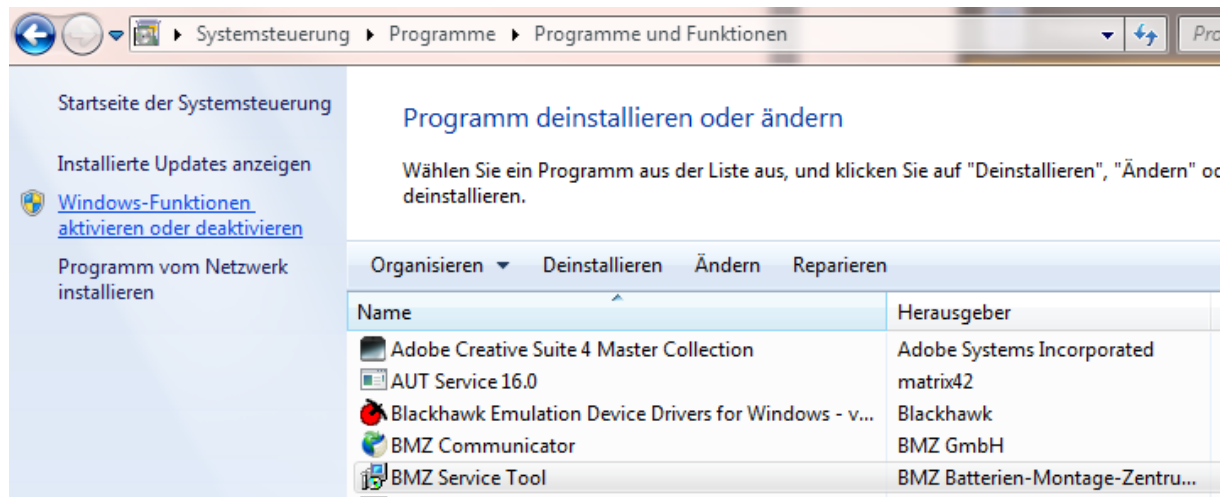 Systemsteuerung Programme Programme und Funktionen
Startseite der Systemsteuerung
Installierte Updates anzeigen
Windows-Funktionen
aktivieren oder deaktivieren
Programm vom Netzwerk
installieren
Programm deinstallieren oder ändern
Wählen Sie ein Programm aus der Liste aus, und klicken Sie auf "Deinstallieren", "Ändern"
deinstallieren.
Organisieren Deinstallieren Ändern Reparieren
Name Herausgeber
Adobe Creative Suite 4 Master Collection Adobe Systems Incorporated
AUT Service 16.0 matrix42
Blackhawk Emulation Device Drivers for Windows - v... Blackhawk
BMZ Communicator BMZ GmbH
BMZ Service Tool BMZ Batterien-Montage-Zentru...